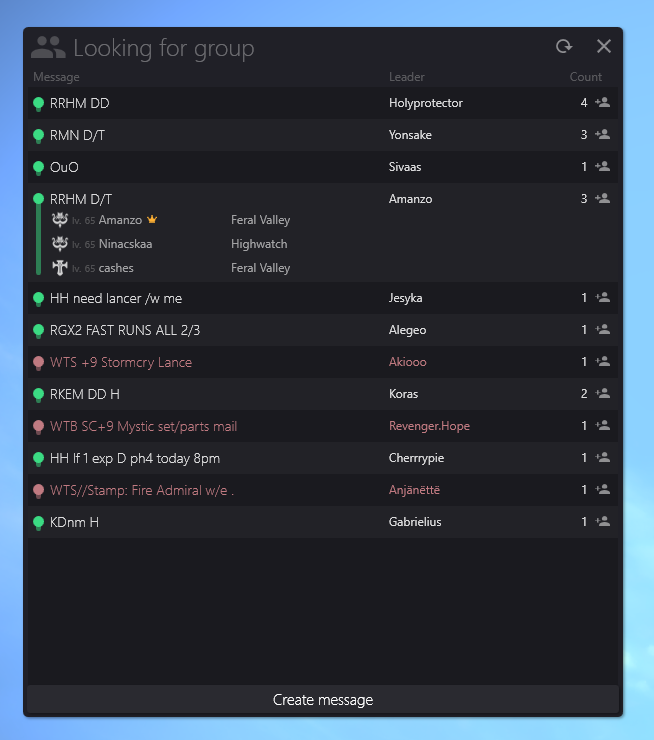 Looking for group
Message Leader Count
RRHM DD Holyprotector 4
RMN D/T Yonsake 3
OuO Sivaas 1
RRHM D/T Amanzo 3
lv. 65 Amanzo Feral Valley
lv. 65 Ninacskaa Highwatch
lv. 65 cashes Feral Valley
HH need lancer /w me Jesyka 1
RGX2 FAST RUNS ALL 2/3 Alegeo 1
WTS +9 Stormcry Lance Akiooo 1
RKEM DD H Koras 2
WTB SC+9 Mystic set/parts mail Revenger.Hope 1
HH lf 1 exp D ph4 today 8pm Cherrrypie 1
WTS//Stamp: Fire Admiral w/e . Anjänëttë 1
KDnm H Gabrielius 1
Create message